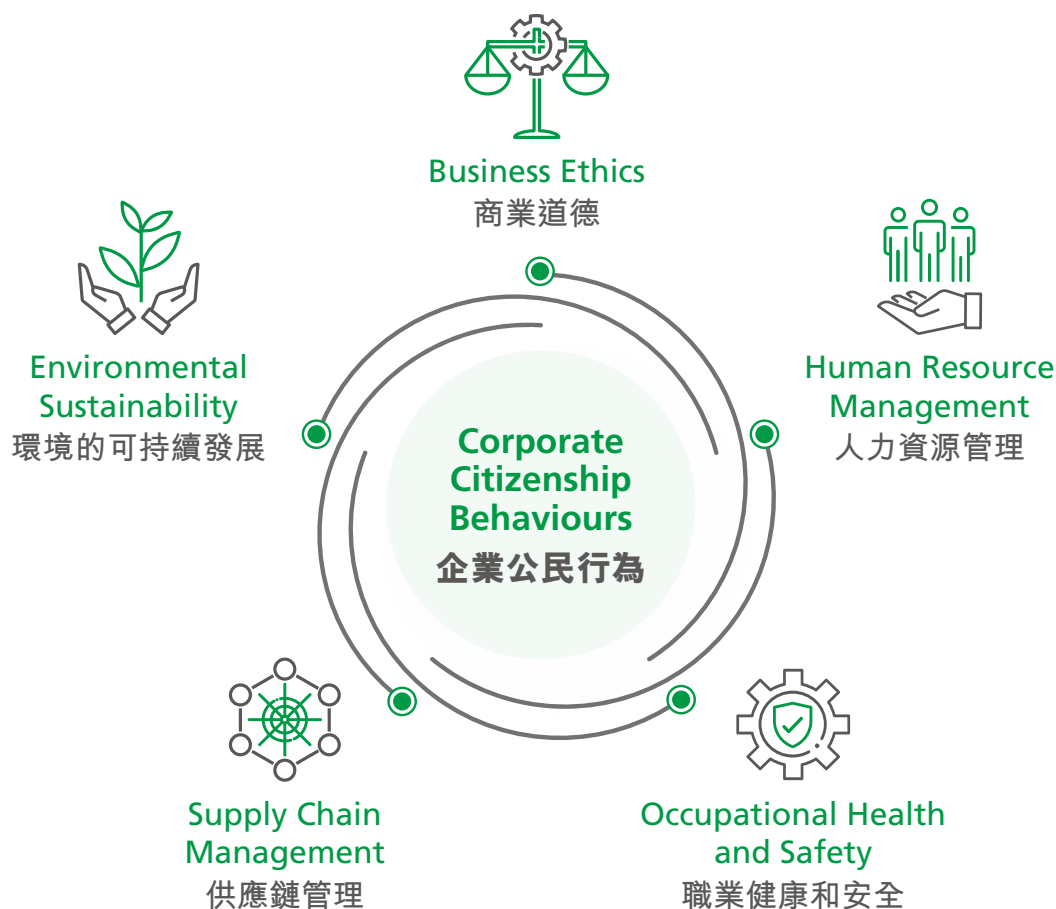 Business Ethics
商業道德
Environmental
Sustainability
環境的可持續發展
Human Resource
Management
人力資源管理
Corporate
Citizenship
Behaviours
企業公民行為
Supply Chain
Management
供應鏈管理
Occupational Health
and Safety
職業健康和安全